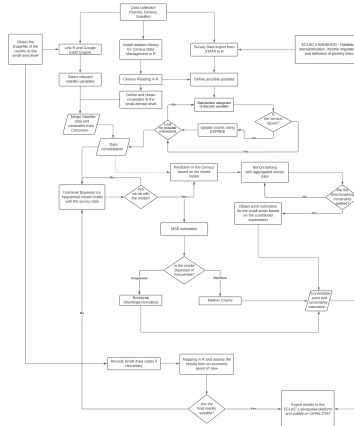 Data collection
(Survey, Census,
Satellite)
Obtain the
shapefile of the
country at the
small area level
Link R and Google
Earth Engine
Install redatam library
for Census Data
Management in R
Survey Data import from
STATA to R
ECLAC's BADEHOG - Database
standardization, income imputation
and definition of poverty lines
Select relevant
satellite variables
Census Reading in R
Define possible proxies
Define and obtain
covariates at the
small-domain-level
Standardize categories
of discrete variables
Merge Satellite
data and
covariates from
Censuses
Look
for possible
interactions
Update counts using
Is
the census
recent?
Data
consolidation
Prediction in the Census
based on the mixed
model
Benchmarking
with aggregated survey
data
Unit-level Bayesian (or
frequentist) mixed model
with the survey data
Are
we ok with
the model?
Are the
benchmarking
constraints
satisfied?
Obtain point estimation
for the small areas based
on the conditional
expectation
MSE estimation
Is the model
Bayesian or
Frequentist?
Frequentist
Bayesian
Bootstrap
Markov Chains
Consolidate
point and
uncertainty
estimation
Recode Small Area codes if
necessary
Mapping in R and assess the
results from an economic
point of view
Are the
final results
suitable?
Yes
Export results to the
ECLAC's geospatial platform
and publish in CEPALSTAT